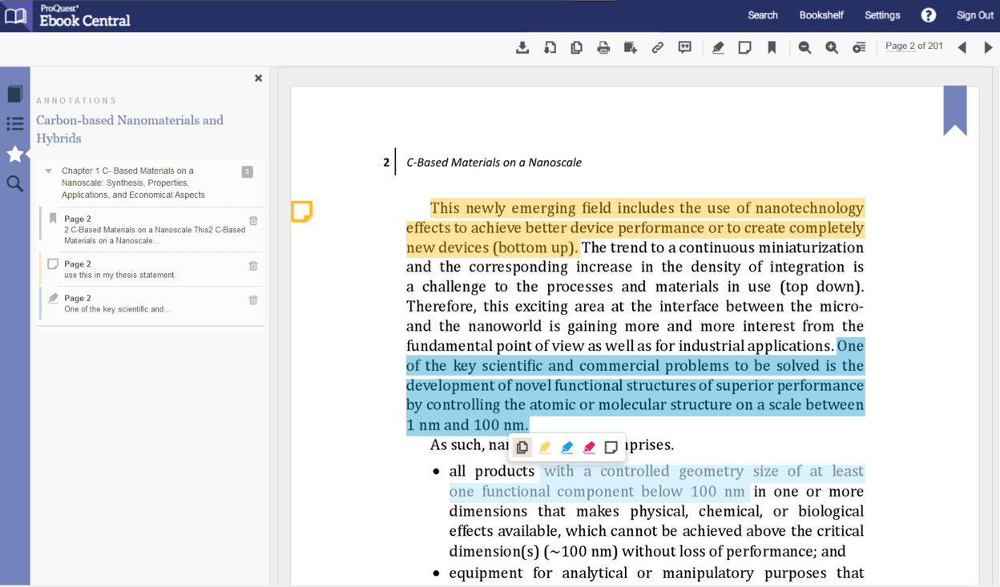 ProQuest
Ebook Central
Search Bookshelf Settings ? Sign Out
Page 2 of 201
ANNOTATIONS
Carbon-based Nanomaterials and
Hybrids
Chapter 1 C- Based Materials on a
Nanoscale: Synthesis, Properties,
Applications, and Economical Aspects
3
Page 2
2 C-Based Materials on a Nanoscale This2 C-Based
Materials on a Nanoscale...
Page 2
use this in my thesis statement
Page 2
One of the key scientific and...
2 C-Based Materials on a Nanoscale
This newly emerging field includes the use of nanotechnology
effects to achieve better device performance or to create completely
new devices (bottom up). The trend to a continuous miniaturization
and the corresponding increase in the density of integration is
a challenge to the processes and materials in use (top down).
Therefore, this exciting area at the interface between the micro-
and the nanoworld is gaining more and more interest from the
fundamental point of view as well as for industrial applications. One
of the key scientific and commercial problems to be solved is the
development of novel functional structures of superior performance
by controlling the atomic or molecular structure on a scale between
1 nm and 100 nm.
As such,
• all products with a controlled geometry size of at least
one functional component below 100 nm in one or more
dimensions that makes physical, chemical, or biological
effects available, which cannot be achieved above the critical
dimension(s) (~100 nm) without loss of performance; and
• equipment for analytical or manipulatory purposes that